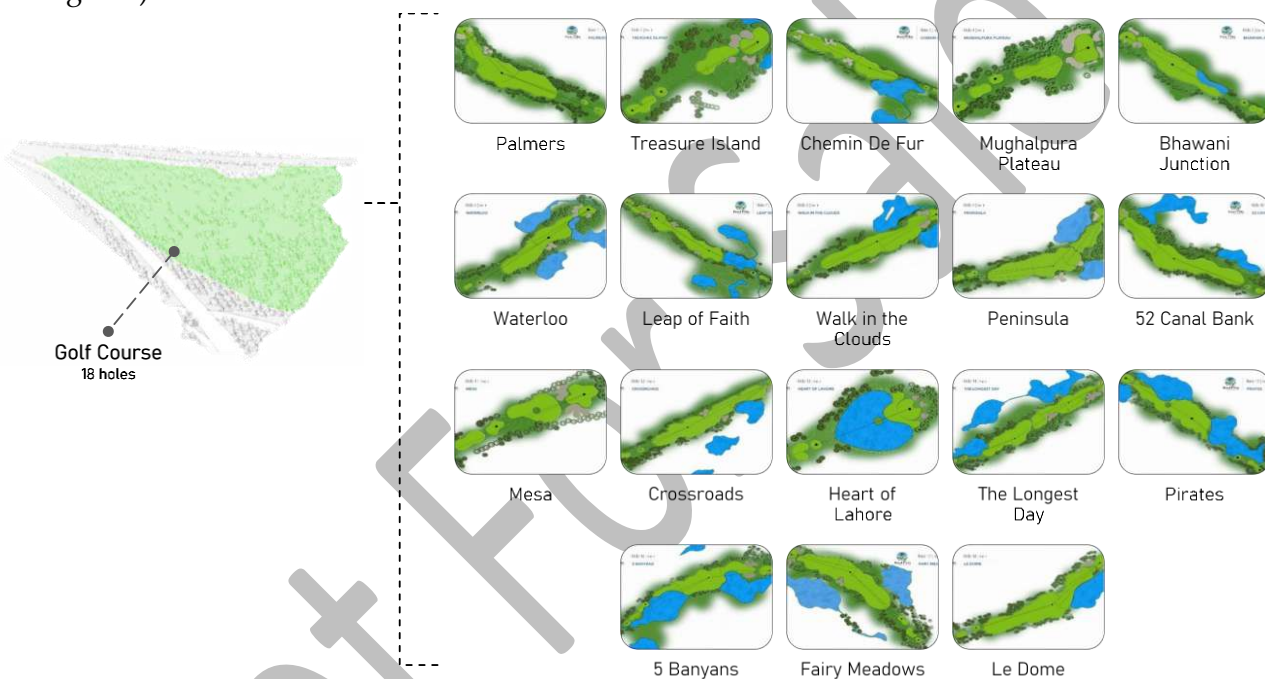 Golf Course
18 holes
Palmers
Treasure Island
Chemin De Fur
Mughalpura
Plateau
Bhawani
Junction
Waterloo
Leap of Faith
Walk in the
Clouds
Peninsula
52 Canal Bank
Mesa
Crossroads
Heart of
Lahore
The Longest
Day
Pirates
5 Banyans
Fairy Meadows
Le Dome